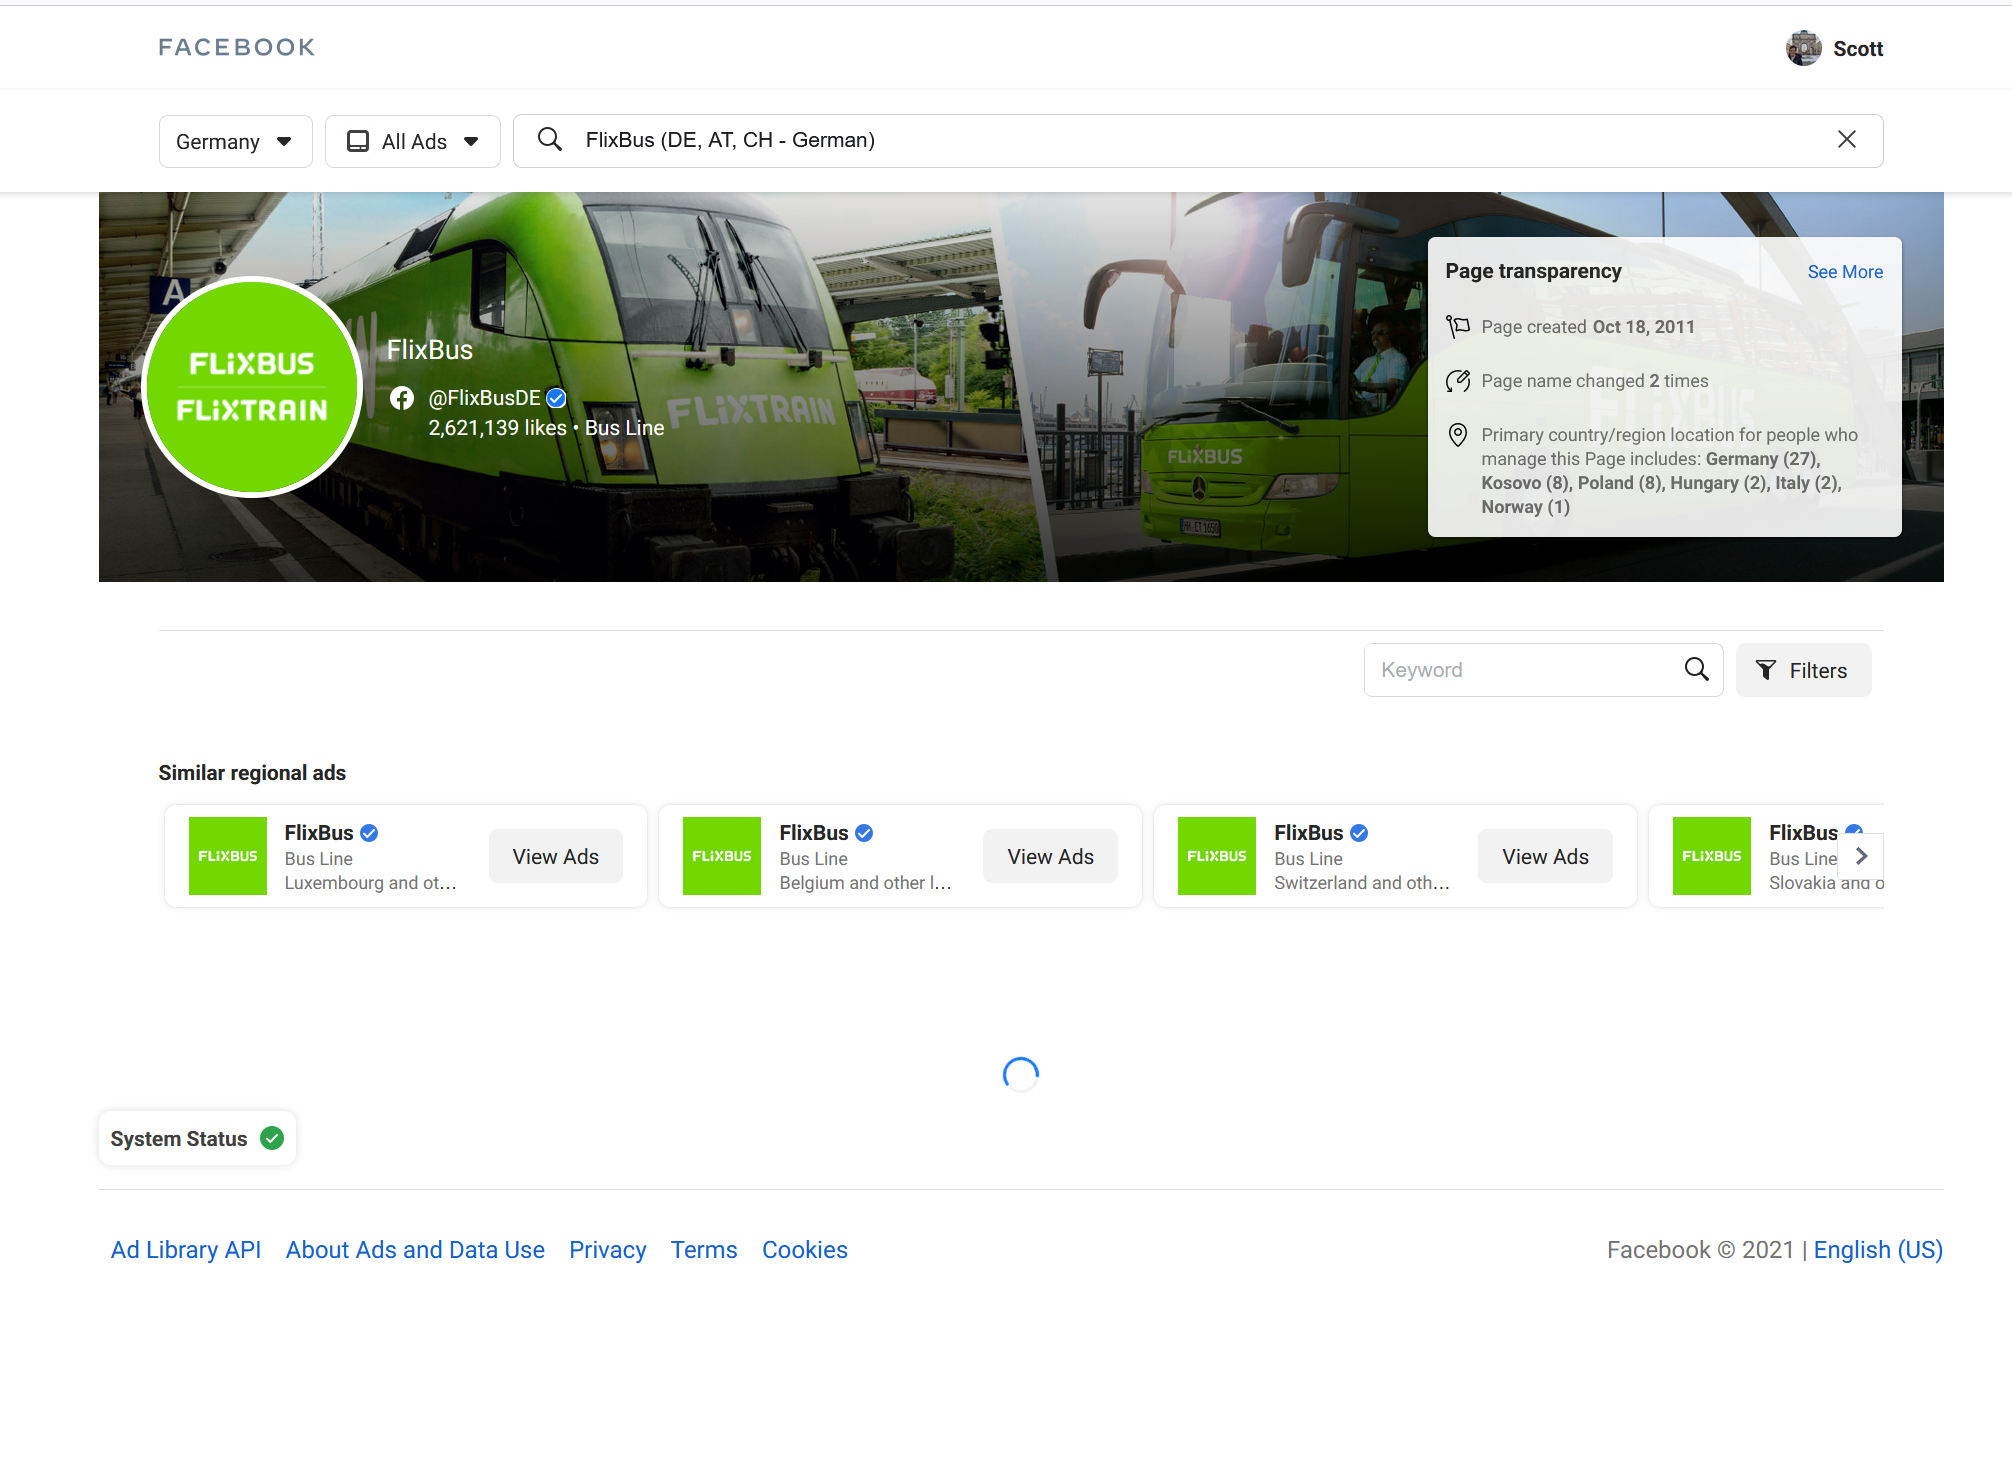 FACEBOOK
Scott
Germany
All Ads
FlixBus (DE, AT, CH - German)
A
FLiXBUS
FLiXTRAIN
FlixBus
@FlixBusDE
2,621,139 likes • Bus Line
FLiXTRAIN
FLiXBUS
FLiXBUS
Page transparency
See More
Page created Oct 18, 2011
Page name changed 2 times
Primary country/region location for people who
manage this Page includes: Germany (27),
Kosovo (8), Poland (8), Hungary (2), Italy (2),
Norway (1)
Keyword
Filters
Similar regional ads
FLiXBUS
FlixBus
Bus Line
Luxembourg and ot...
View Ads
FLiXBUS
FlixBus
Bus Line
Belgium and other l...
View Ads
FLiXBUS
FlixBus
Bus Line
Switzerland and oth...
View Ads
FLiXBUS
FlixBus
Bus Line
Slovakia and o
System Status
Ad Library API
About Ads and Data Use
Privacy
Terms
Cookies
Facebook © 2021 | English (US)